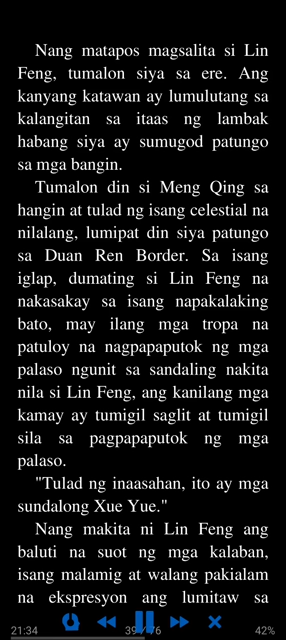 Nang matapos magsalita si Lin
Feng, tumalon siya sa ere. Ang
kanyang katawan ay lumulutang sa
kalangitan sa itaas ng lambak
habang siya ay sumugod patungo
sa mga bangin.
Tumalon din si Meng Qing sa
hangin at tulad ng isang celestial na
nilalang, lumipat din siya patungo
sa Duan Ren Border. Sa isang
iglap, dumating si Lin Feng na
nakasakay sa isang napakalaking
bato, may ilang mga tropa na
patuloy na nagpapaputok ng mga
palaso ngunit sa sandaling nakita
nila si Lin Feng, ang kanilang mga
kamay ay tumigil saglit at tumigil
sila sa pagpapaputok ng mga
palaso.
"Tulad ng inaasahan, ito ay mga
sundalong Xue Yue."
Nang makita ni Lin Feng ang
baluti na suot ng mga kalaban,
isang malamig at walang pakialam
na ekspresyon ang lumitaw sa
21:34 39 76 42%